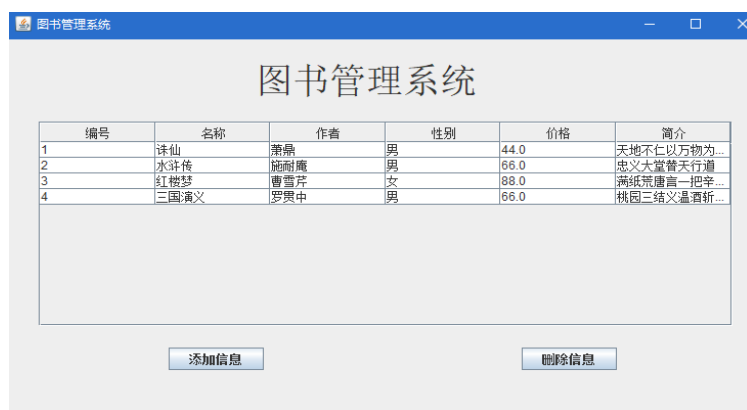 图书管理系统
图书管理系统
编号 名称 作者 性别 价格 简介
1 诛仙 萧鼎 男 44.0 天地不仁以万物为...
2 水浒传 施耐庵 男 66.0 忠义大堂替天行道
3 红楼梦 曹雪芹 女 88.0 满纸荒唐言一把辛...
4 三国演义 罗贯中 男 66.0 桃园三结义温酒斩...
添加信息 删除信息